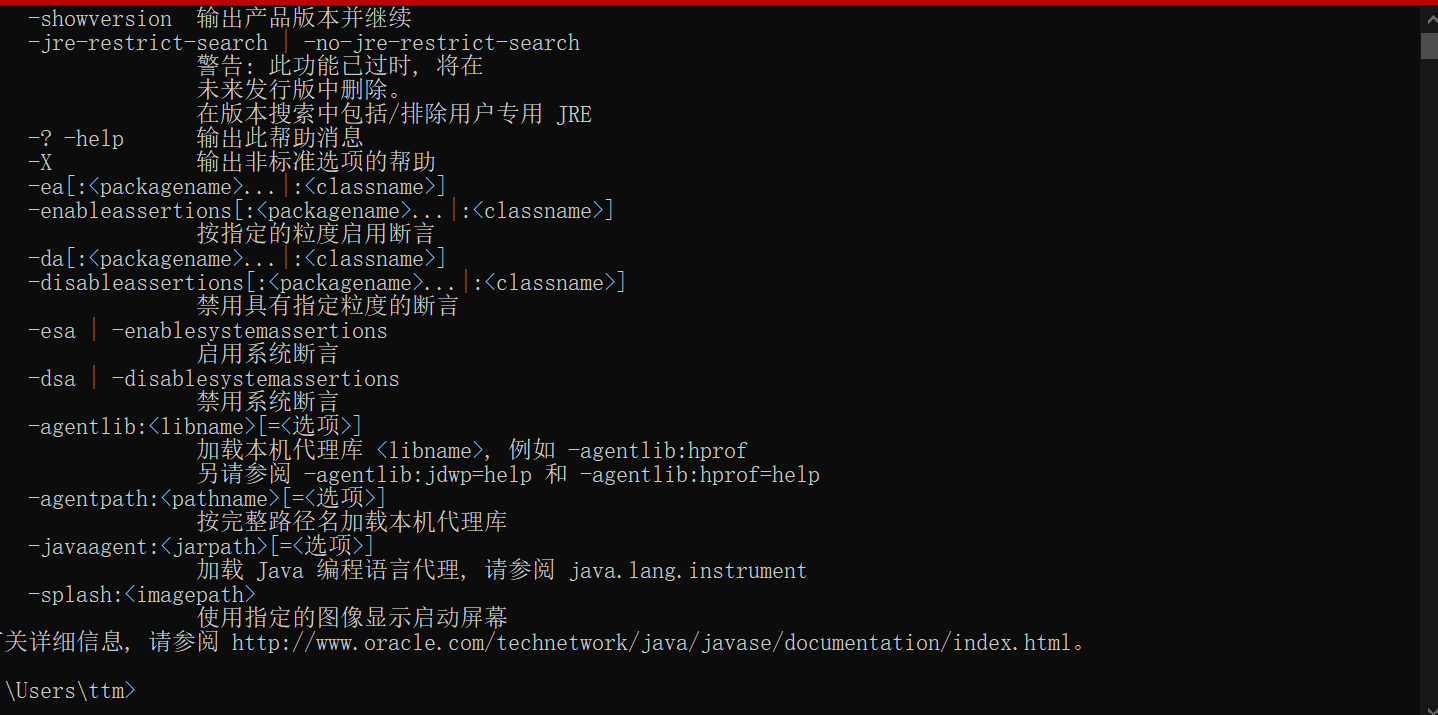 -showversion  输出产品版本并继续
-jre-restrict-search | -no-jre-restrict-search
警告: 此功能已过时, 将在
未来发行版中删除。
在版本搜索中包括/排除用户专用 JRE
-? -help      输出此帮助消息
-X            输出非标准选项的帮助
-ea[:<packagename>...|:<classname>]
-enableassertions[:<packagename>...|:<classname>]
按指定的粒度启用断言
-da[:<packagename>...|:<classname>]
-disableassertions[:<packagename>...|:<classname>]
禁用具有指定粒度的断言
-esa | -enablesystemassertions
启用系统断言
-dsa | -disablesystemassertions
禁用系统断言
-agentlib:<libname>[=<选项>]
加载本机代理库 <libname>, 例如 -agentlib:hprof
另请参阅 -agentlib:jdwp=help 和 -agentlib:hprof=help
-agentpath:<pathname>[=<选项>]
按完整路径名加载本机代理库
-javaagent:<jarpath>[=<选项>]
加载 Java 编程语言代理, 请参阅 java.lang.instrument
-splash:<imagepath>
使用指定的图像显示启动屏幕
关详细信息, 请参阅 http://www.oracle.com/technetwork/java/javase/documentation/index.html。
\Users\ttm>